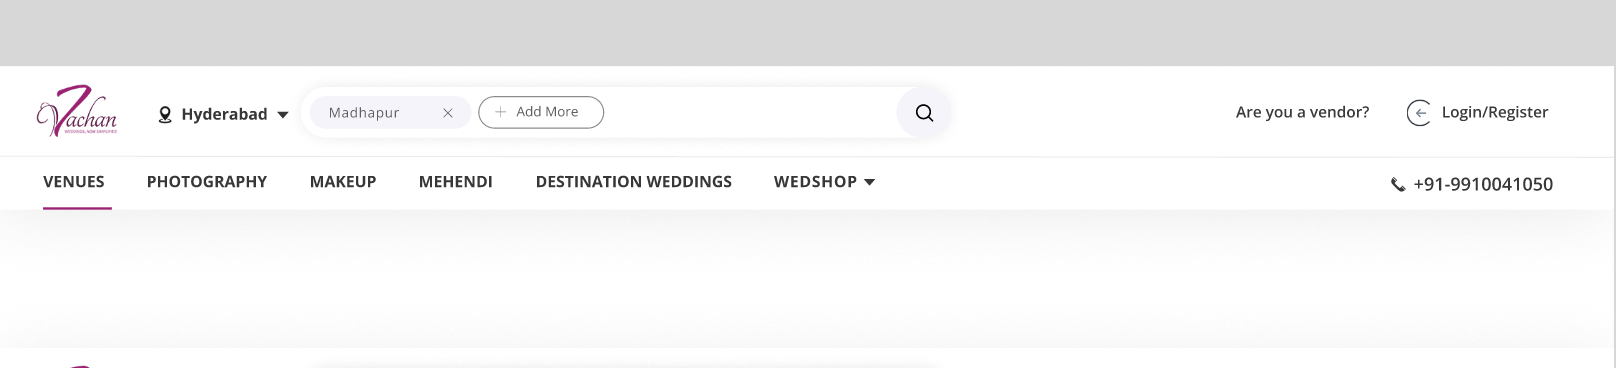 Vachan
WEDDINGS, NOW SIMPLIFIED
Hyderabad
Madhapur
Add More
Are you a vendor?
Login/Register
VENUES
PHOTOGRAPHY
MAKEUP
MEHENDI
DESTINATION WEDDINGS
WEDSHOP
+91-9910041050